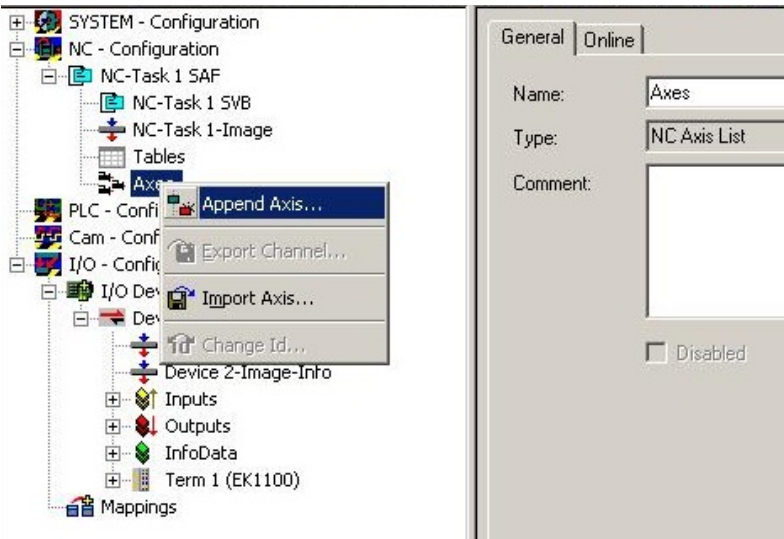 SYSTEM - Configuration
NC - Configuration
NC-Task 1 SAF
NC-Task 1 SVB
NC-Task 1-Image
Tables
Axes
PLC - Confi
Cam - Conf
I/O - Config
I/O Dev
Dev
Device 2-Image-Info
Inputs
Outputs
InfoData
Term 1 (EK1100)
Mappings
Append Axis...
Export Channel...
Import Axis...
Change Id...
General
Online
Name:
Axes
Type:
NC Axis List
Comment:
Disabled